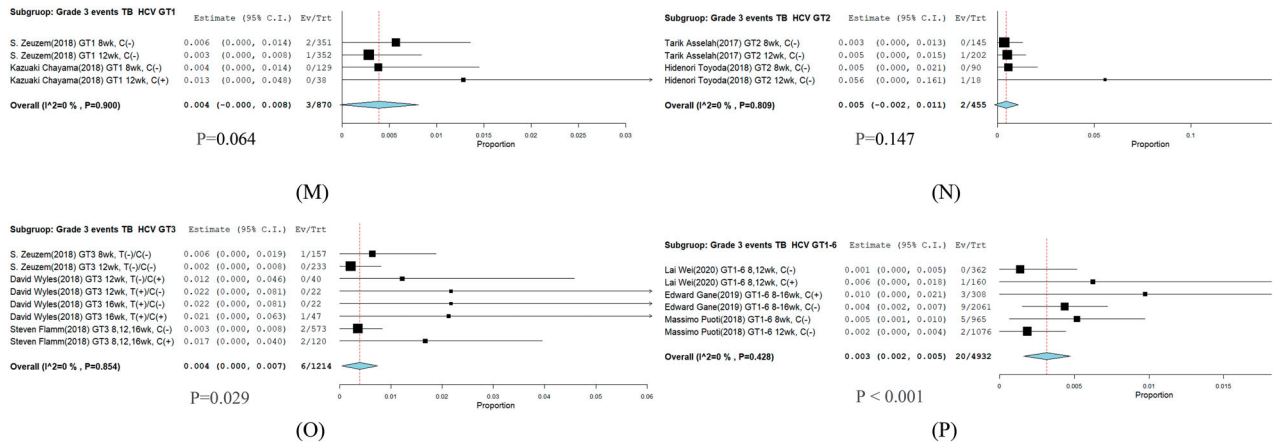 Subgruop: Grade 3 events TB HCV GT1
Estimate (95% C.I.) Ev/Trt
S. Zeuzem(2018) GT1 8wk, C(-) 0.006 (0.000, 0.014) 2/351
S. Zeuzem(2018) GT1 12wk, C(-) 0.003 (0.000, 0.008) 1/352
Kazuaki Chayama(2018) GT1 8wk, C(-) 0.004 (0.000, 0.014) 0/129
Kazuaki Chayama(2018) GT1 12wk, C(+) 0.013 (0.000, 0.048) 0/38
Overall (I^2=0 % , P=0.900) 0.004 (-0.000, 0.008) 3/870
P=0.064
0 0.005 0.01 0.015 0.02 0.025 0.03
Proportion
(M)
Subgruop: Grade 3 events TB HCV GT2
Estimate (95% C.I.) Ev/Trt
Tarik Asselah(2017) GT2 8wk, C(-) 0.003 (0.000, 0.013) 0/145
Tarik Asselah(2017) GT2 12wk, C(-) 0.005 (0.000, 0.015) 1/202
Hidenori Toyoda(2018) GT2 8wk, C(-) 0.005 (0.000, 0.021) 0/90
Hidenori Toyoda(2018) GT2 12wk, C(-) 0.056 (0.000, 0.161) 1/18
Overall (I^2=0 % , P=0.809) 0.005 (-0.002, 0.011) 2/455
P=0.147
0 0.05 0.1
Proportion
(N)
Subgruop: Grade 3 events TB HCV GT3
Estimate (95% C.I.) Ev/Trt
S. Zeuzem(2018) GT3 8wk, T(-)/C(-) 0.006 (0.000, 0.019) 1/157
S. Zeuzem(2018) GT3 12wk, T(-)/C(-) 0.002 (0.000, 0.008) 0/233
David Wyles(2018) GT3 12wk, T(-)/C(+) 0.012 (0.000, 0.046) 0/40
David Wyles(2018) GT3 12wk, T(+)/C(-) 0.022 (0.000, 0.081) 0/22
David Wyles(2018) GT3 16wk, T(+)/C(-) 0.022 (0.000, 0.081) 0/22
David Wyles(2018) GT3 16wk, T(+)/C(+) 0.021 (0.000, 0.063) 1/47
Steven Flamm(2018) GT3 8,12,16wk, C(-) 0.003 (0.000, 0.008) 2/573
Steven Flamm(2018) GT3 8,12,16wk, C(+) 0.017 (0.000, 0.040) 2/120
Overall (I^2=0 % , P=0.854) 0.004 (0.000, 0.007) 6/1214
P=0.029
0 0.01 0.02 0.03 0.04 0.05 0.06
Proportion
(O)
Subgruop: Grade 3 events TB HCV GT1-6
Estimate (95% C.I.) Ev/Trt
Lai Wei(2020) GT1-6 8,12wk, C(-) 0.001 (0.000, 0.005) 0/362
Lai Wei(2020) GT1-6 8,12wk, C(+) 0.006 (0.000, 0.018) 1/160
Edward Gane(2019) GT1-6 8-16wk, C(+) 0.010 (0.000, 0.021) 3/308
Edward Gane(2019) GT1-6 8-16wk, C(-) 0.004 (0.002, 0.007) 9/2061
Massimo Puoti(2018) GT1-6 8wk, C(-) 0.005 (0.001, 0.010) 5/965
Massimo Puoti(2018) GT1-6 12wk, C(-) 0.002 (0.000, 0.004) 2/1076
Overall (I^2=0 % , P=0.428) 0.003 (0.002, 0.005) 20/4932
P < 0.001
0 0.005 0.01 0.015
Proportion
(P)